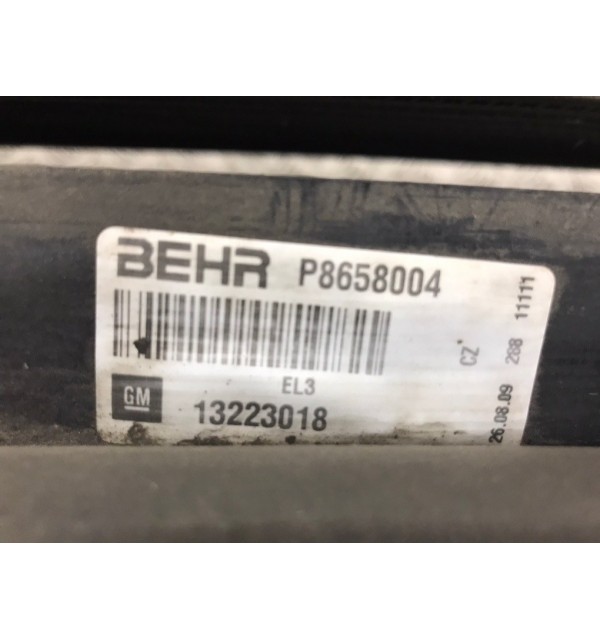 BEHR P8658004
EL3
GM 13223018
CZ
26.08.09 288 11111